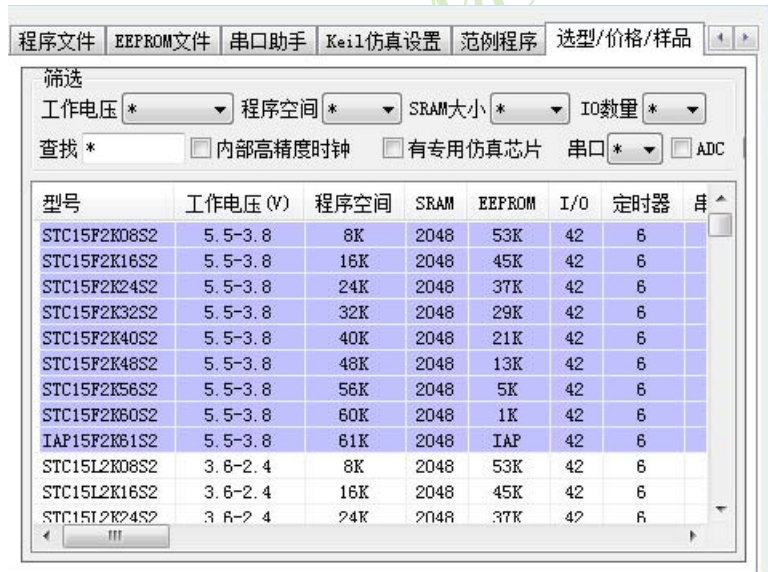 程序文件 EEPROM文件 串口助手 Keil仿真设置 范例程序 选型/价格/样品
筛选
工作电压 * 程序空间 * SRAM大小 * IO数量 *
查找 * 内部高精度时钟 有专用仿真芯片 串口 * ADC
型号 工作电压(V) 程序空间 SRAM EEPROM I/O 定时器
STC15F2K08S2 5.5-3.8 8K 2048 53K 42 6
STC15F2K16S2 5.5-3.8 16K 2048 45K 42 6
STC15F2K24S2 5.5-3.8 24K 2048 37K 42 6
STC15F2K32S2 5.5-3.8 32K 2048 29K 42 6
STC15F2K40S2 5.5-3.8 40K 2048 21K 42 6
STC15F2K48S2 5.5-3.8 48K 2048 13K 42 6
STC15F2K56S2 5.5-3.8 56K 2048 5K 42 6
STC15F2K60S2 5.5-3.8 60K 2048 1K 42 6
IAP15F2K61S2 5.5-3.8 61K 2048 IAP 42 6
STC15L2K08S2 3.6-2.4 8K 2048 53K 42 6
STC15L2K16S2 3.6-2.4 16K 2048 45K 42 6
STC15L2K24S2 3.6-2.4 24K 2048 37K 42 6